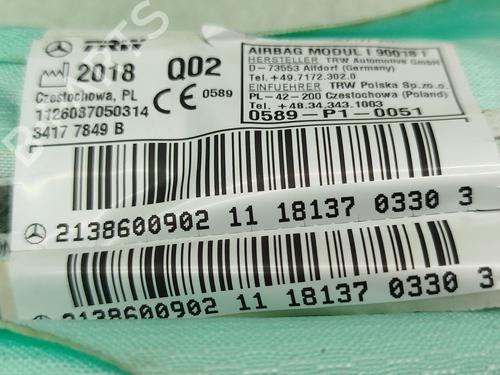 TRW
2018 Q02
Czestochowa, PL
0589
1126037050314
3417 7849 B
AIRBAG MODUL
HERSTELLER TRW Automotive GmbH
D-73553 Alfdorf (Germany)
Tel.+49.7172.302.0
EINFUEHRER TRW Polska Sp.zo.o.
PL-42-200 Czestochowa (Poland)
Tel.+48.34.343.1003
0589-P1-0051
2138600902 11 18137 0330 3
2138600902 11 18137 0330 3